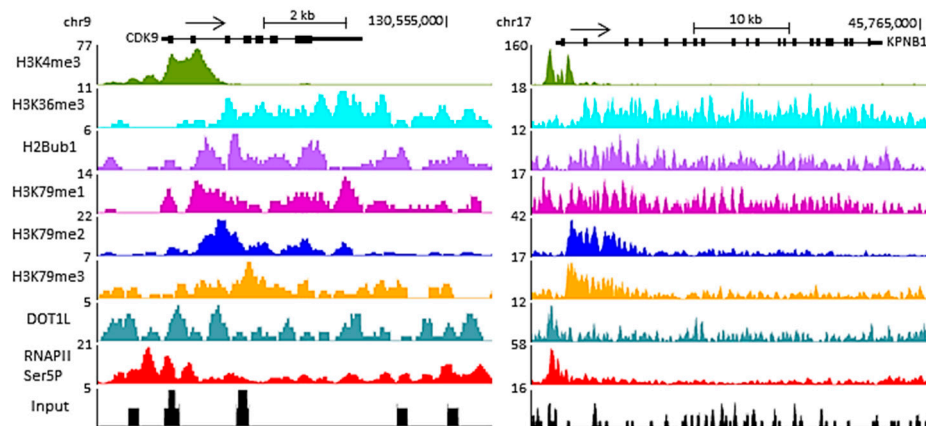 chr9
2 kb
130,555,000
CDK9
77
H3K4me3
11
H3K36me3
6
H2Bub1
14
H3K79me1
22
H3K79me2
7
H3K79me3
5
DOT1L
21
RNAPII
Ser5P
5
Input
chr17
10 kb
45,765,000
KPNB1
160
18
12
17
42
17
12
58
16